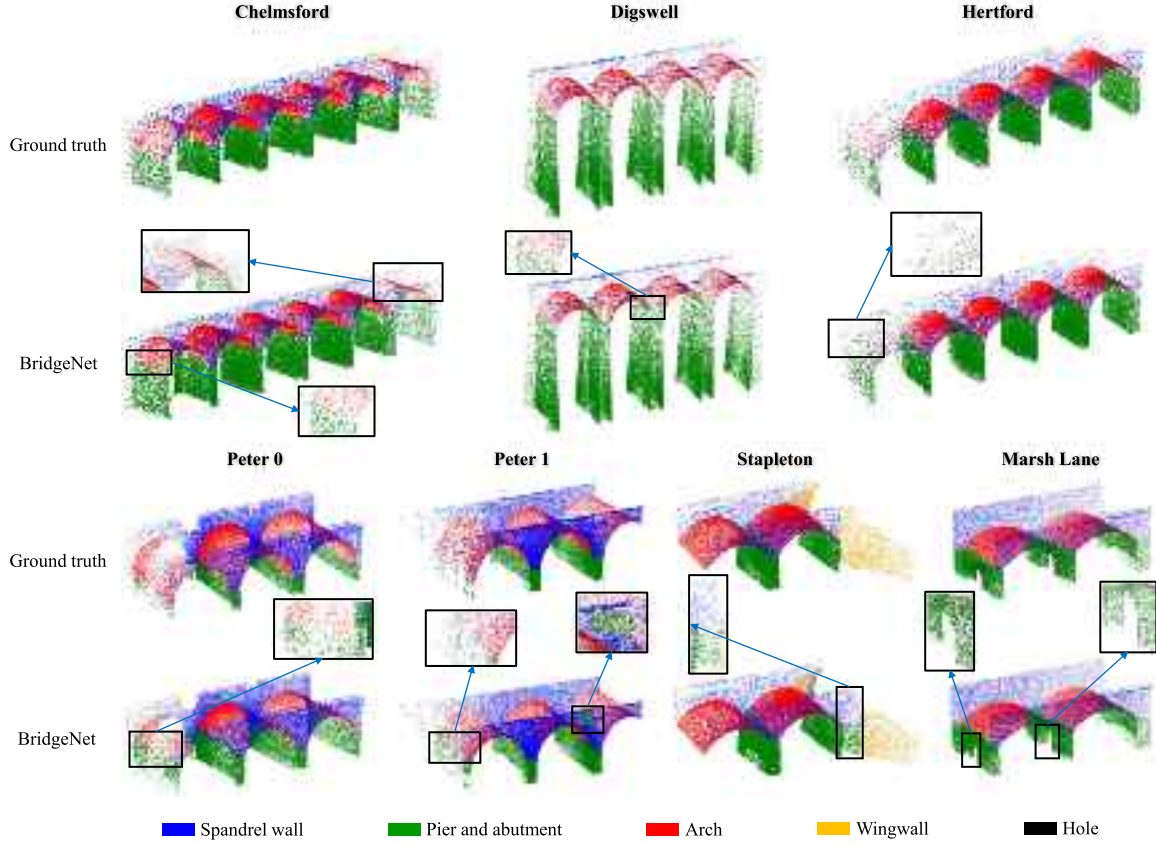 Chelmsford
Digswell
Hertford
Ground truth
BridgeNet
Peter 0
Peter 1
Stapleton
Marsh Lane
Ground truth
BridgeNet
Spandrel wall
Pier and abutment
Arch
Wingwall
Hole